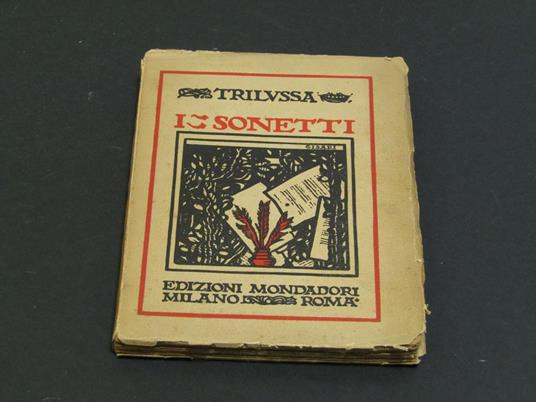 TRILVSSA
I SONETTI
EDIZIONI MONDADORI
MILANO ROMA